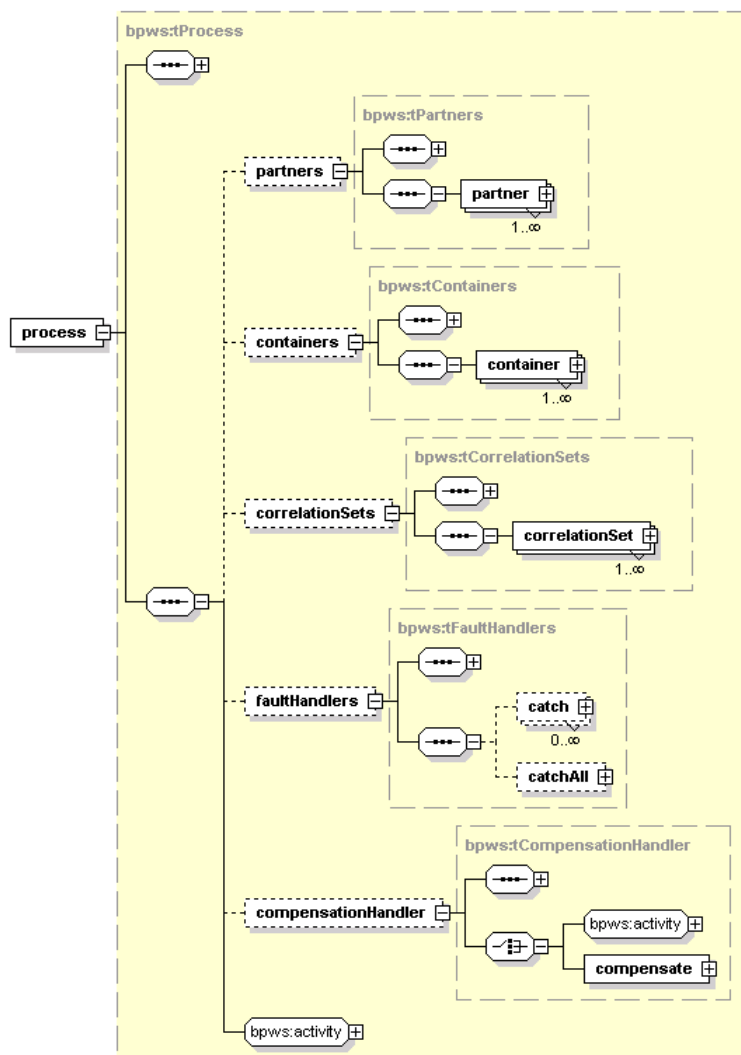 bpws:tProcess
bpws:tPartners
partners
partner
1..∞
bpws:tContainers
process
containers
container
1..∞
bpws:tCorrelationSets
correlationSets
correlationSet
1..∞
bpws:tFaultHandlers
faultHandlers
catch
0..∞
catchAll
bpws:tCompensationHandler
compensationHandler
bpws:activity
compensate
bpws:activity